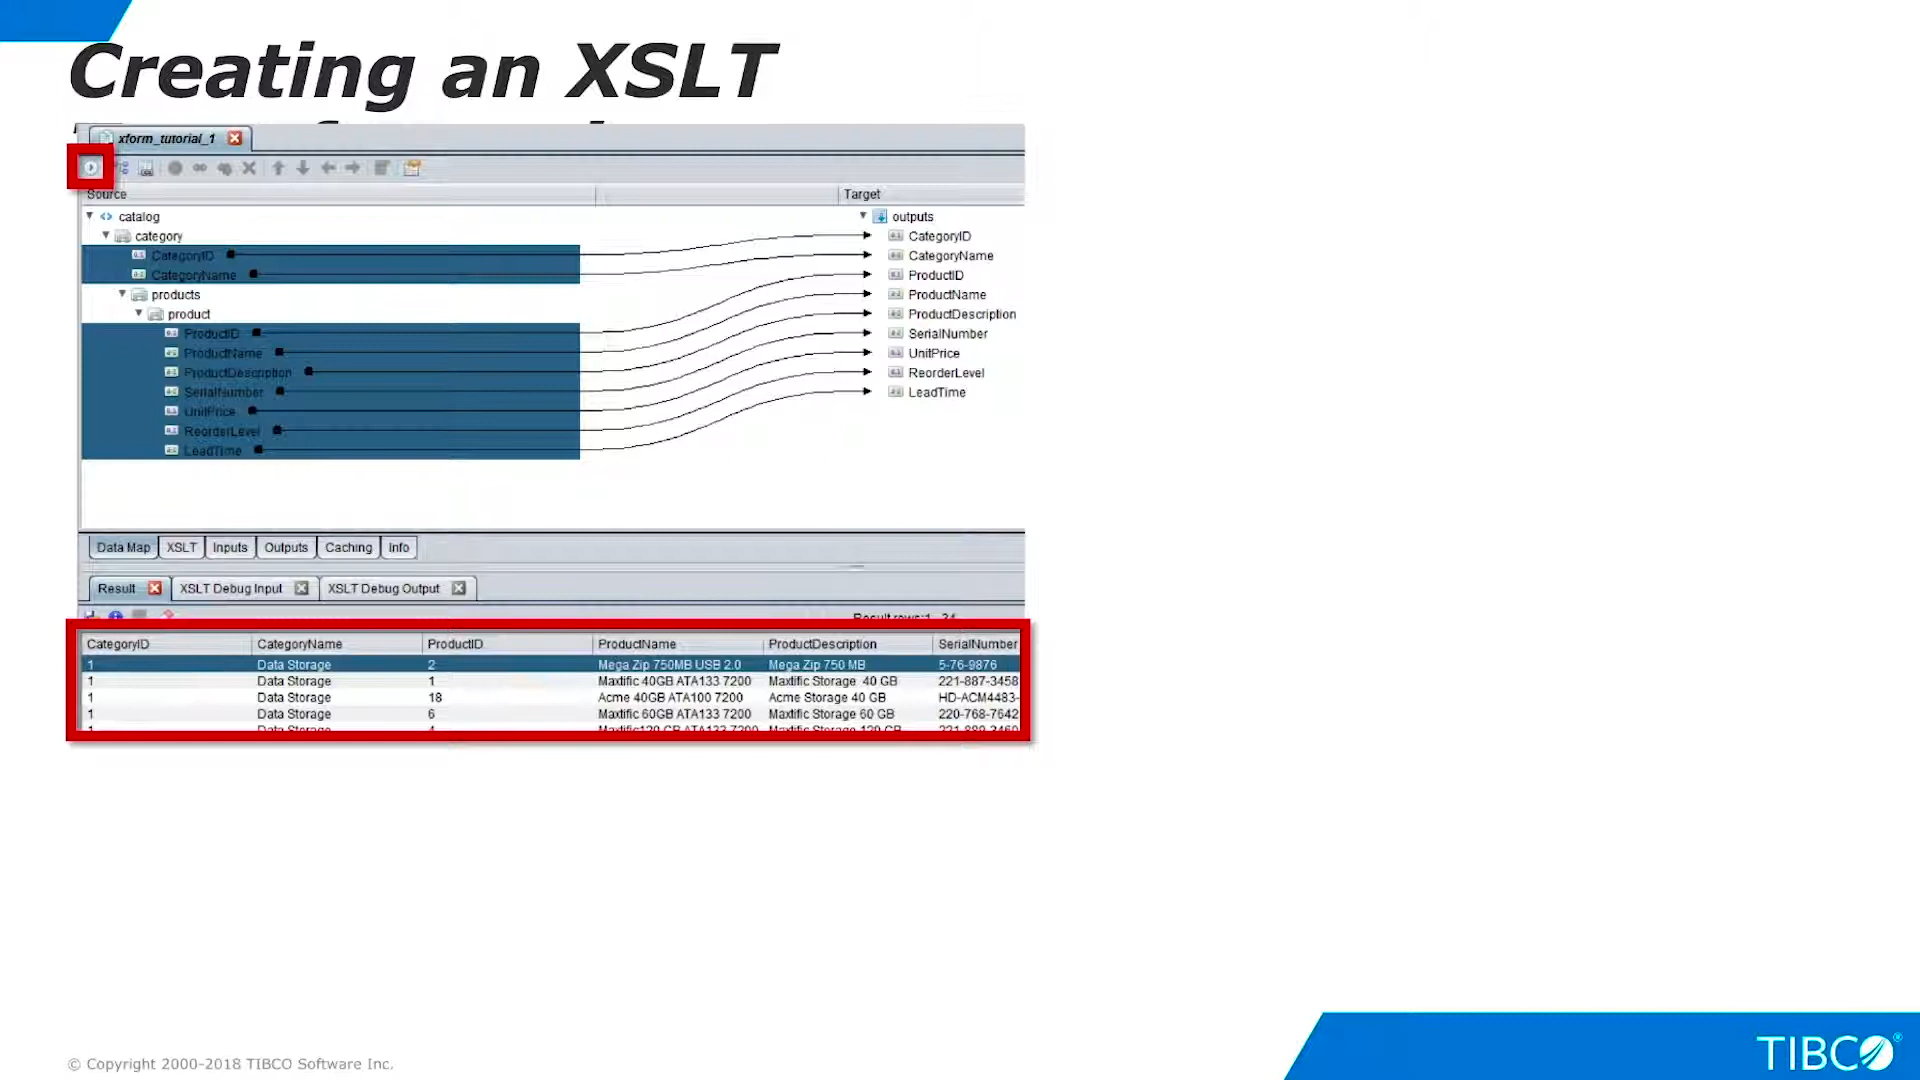 Creating an XSLT
xform_tutorial_1
Source
Target
catalog
category
CategoryID
CategoryName
products
product
ProductID
ProductName
ProductDescription
SerialNumber
UnitPrice
ReorderLevel
LeadTime
outputs
CategoryID
CategoryName
ProductID
ProductName
ProductDescription
SerialNumber
UnitPrice
ReorderLevel
LeadTime
Data Map XSLT Inputs Outputs Caching Info
Result XSLT Debug Input XSLT Debug Output
CategoryID CategoryName ProductID ProductName ProductDescription SerialNumber
1 Data Storage 2 Mega Zip 750MB USB 2.0 Mega Zip 750 MB 5-76-9876
1 Data Storage 1 Maxtific 40GB ATA133 7200 Maxtific Storage 40 GB 221-887-3458
1 Data Storage 18 Acme 40GB ATA100 7200 Acme Storage 40 GB HD-ACM4483-
1 Data Storage 6 Maxtific 60GB ATA133 7200 Maxtific Storage 60 GB 220-768-7642
© Copyright 2000-2018 TIBCO Software Inc.
TIBCO®